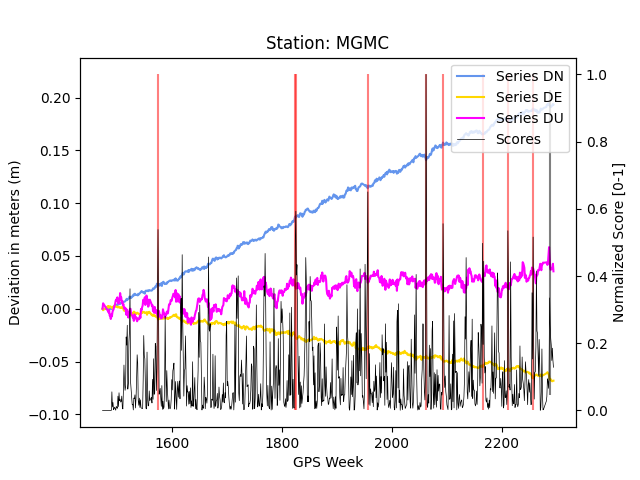 Station: MGMC
Series DN
Series DE
Series DU
Scores
Deviation in meters (m)
0.20
0.15
0.10
0.05
0.00
−0.05
−0.10
1.0
0.8
0.6
0.4
0.2
0.0
Normalized Score [0-1]
1600 1800 2000 2200
GPS Week